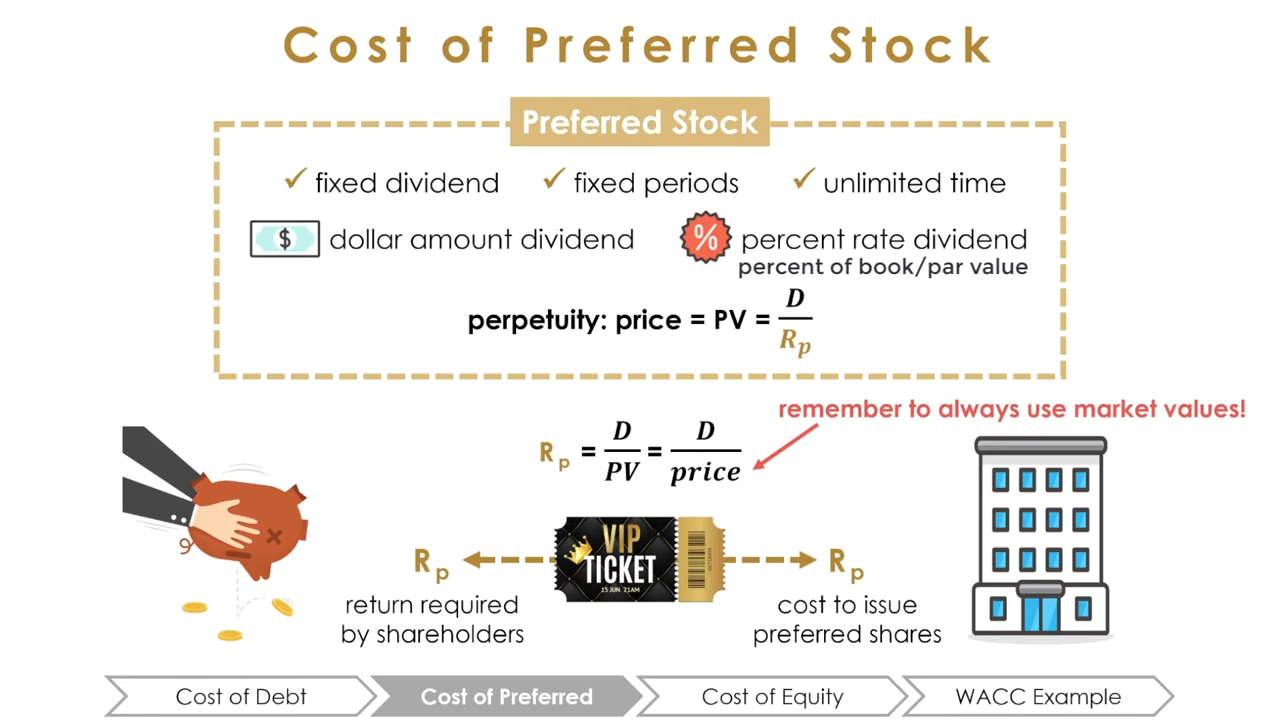 Cost of Preferred Stock
Preferred Stock
✓ fixed dividend ✓ fixed periods ✓ unlimited time
$ dollar amount dividend % percent rate dividend
percent of book/par value
perpetuity: price = PV = D / Rp
remember to always use market values!
Rp = D / PV = D / price
VIP
TICKET
15 JUN 21AM
Rp Rp
return required
by shareholders
cost to issue
preferred shares
Cost of Debt Cost of Preferred Cost of Equity WACC Example